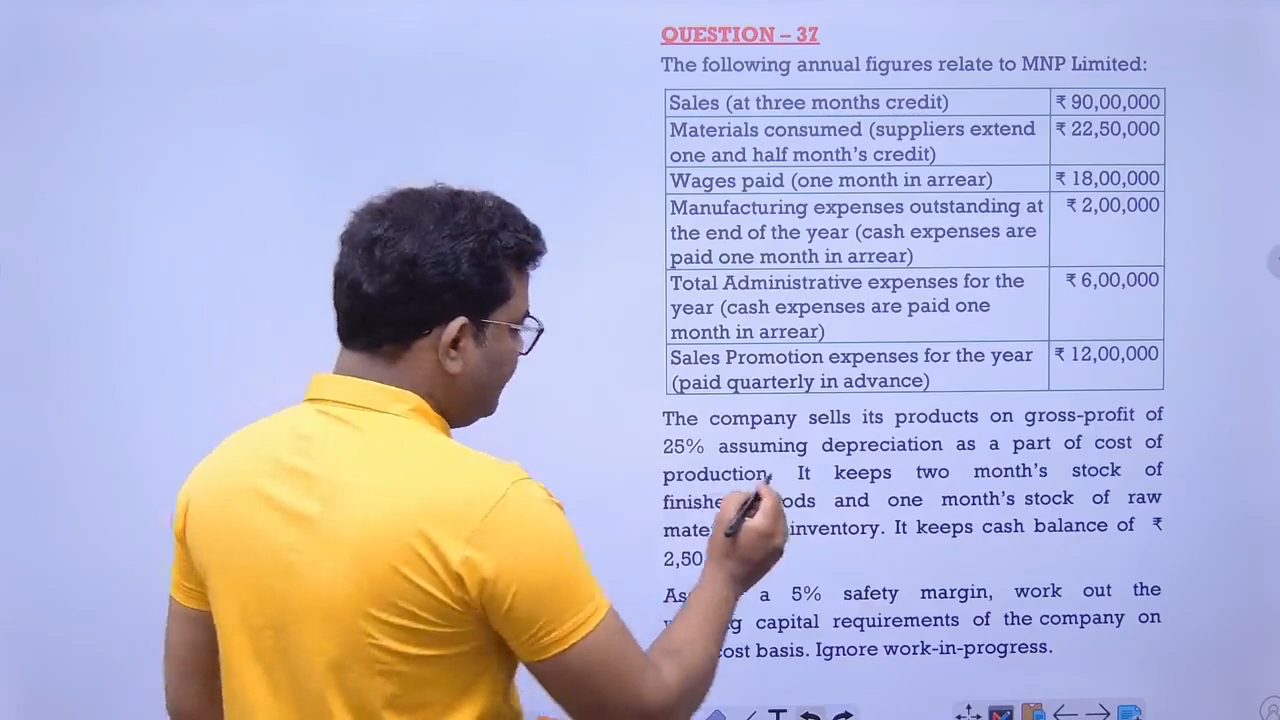 QUESTION – 37
The following annual figures relate to MNP Limited:
Sales (at three months credit) ₹ 90,00,000
Materials consumed (suppliers extend ₹ 22,50,000
one and half month's credit)
Wages paid (one month in arrear) ₹ 18,00,000
Manufacturing expenses outstanding at ₹ 2,00,000
the end of the year (cash expenses are
paid one month in arrear)
Total Administrative expenses for the ₹ 6,00,000
year (cash expenses are paid one
month in arrear)
Sales Promotion expenses for the year ₹ 12,00,000
(paid quarterly in advance)
The company sells its products on gross-profit of
25% assuming depreciation as a part of cost of
production. It keeps two month's stock of
and one month's stock of raw
inventory. It keeps cash balance of ₹
a 5% safety margin, work out the
capital requirements of the company on
cost basis. Ignore work-in-progress.
T